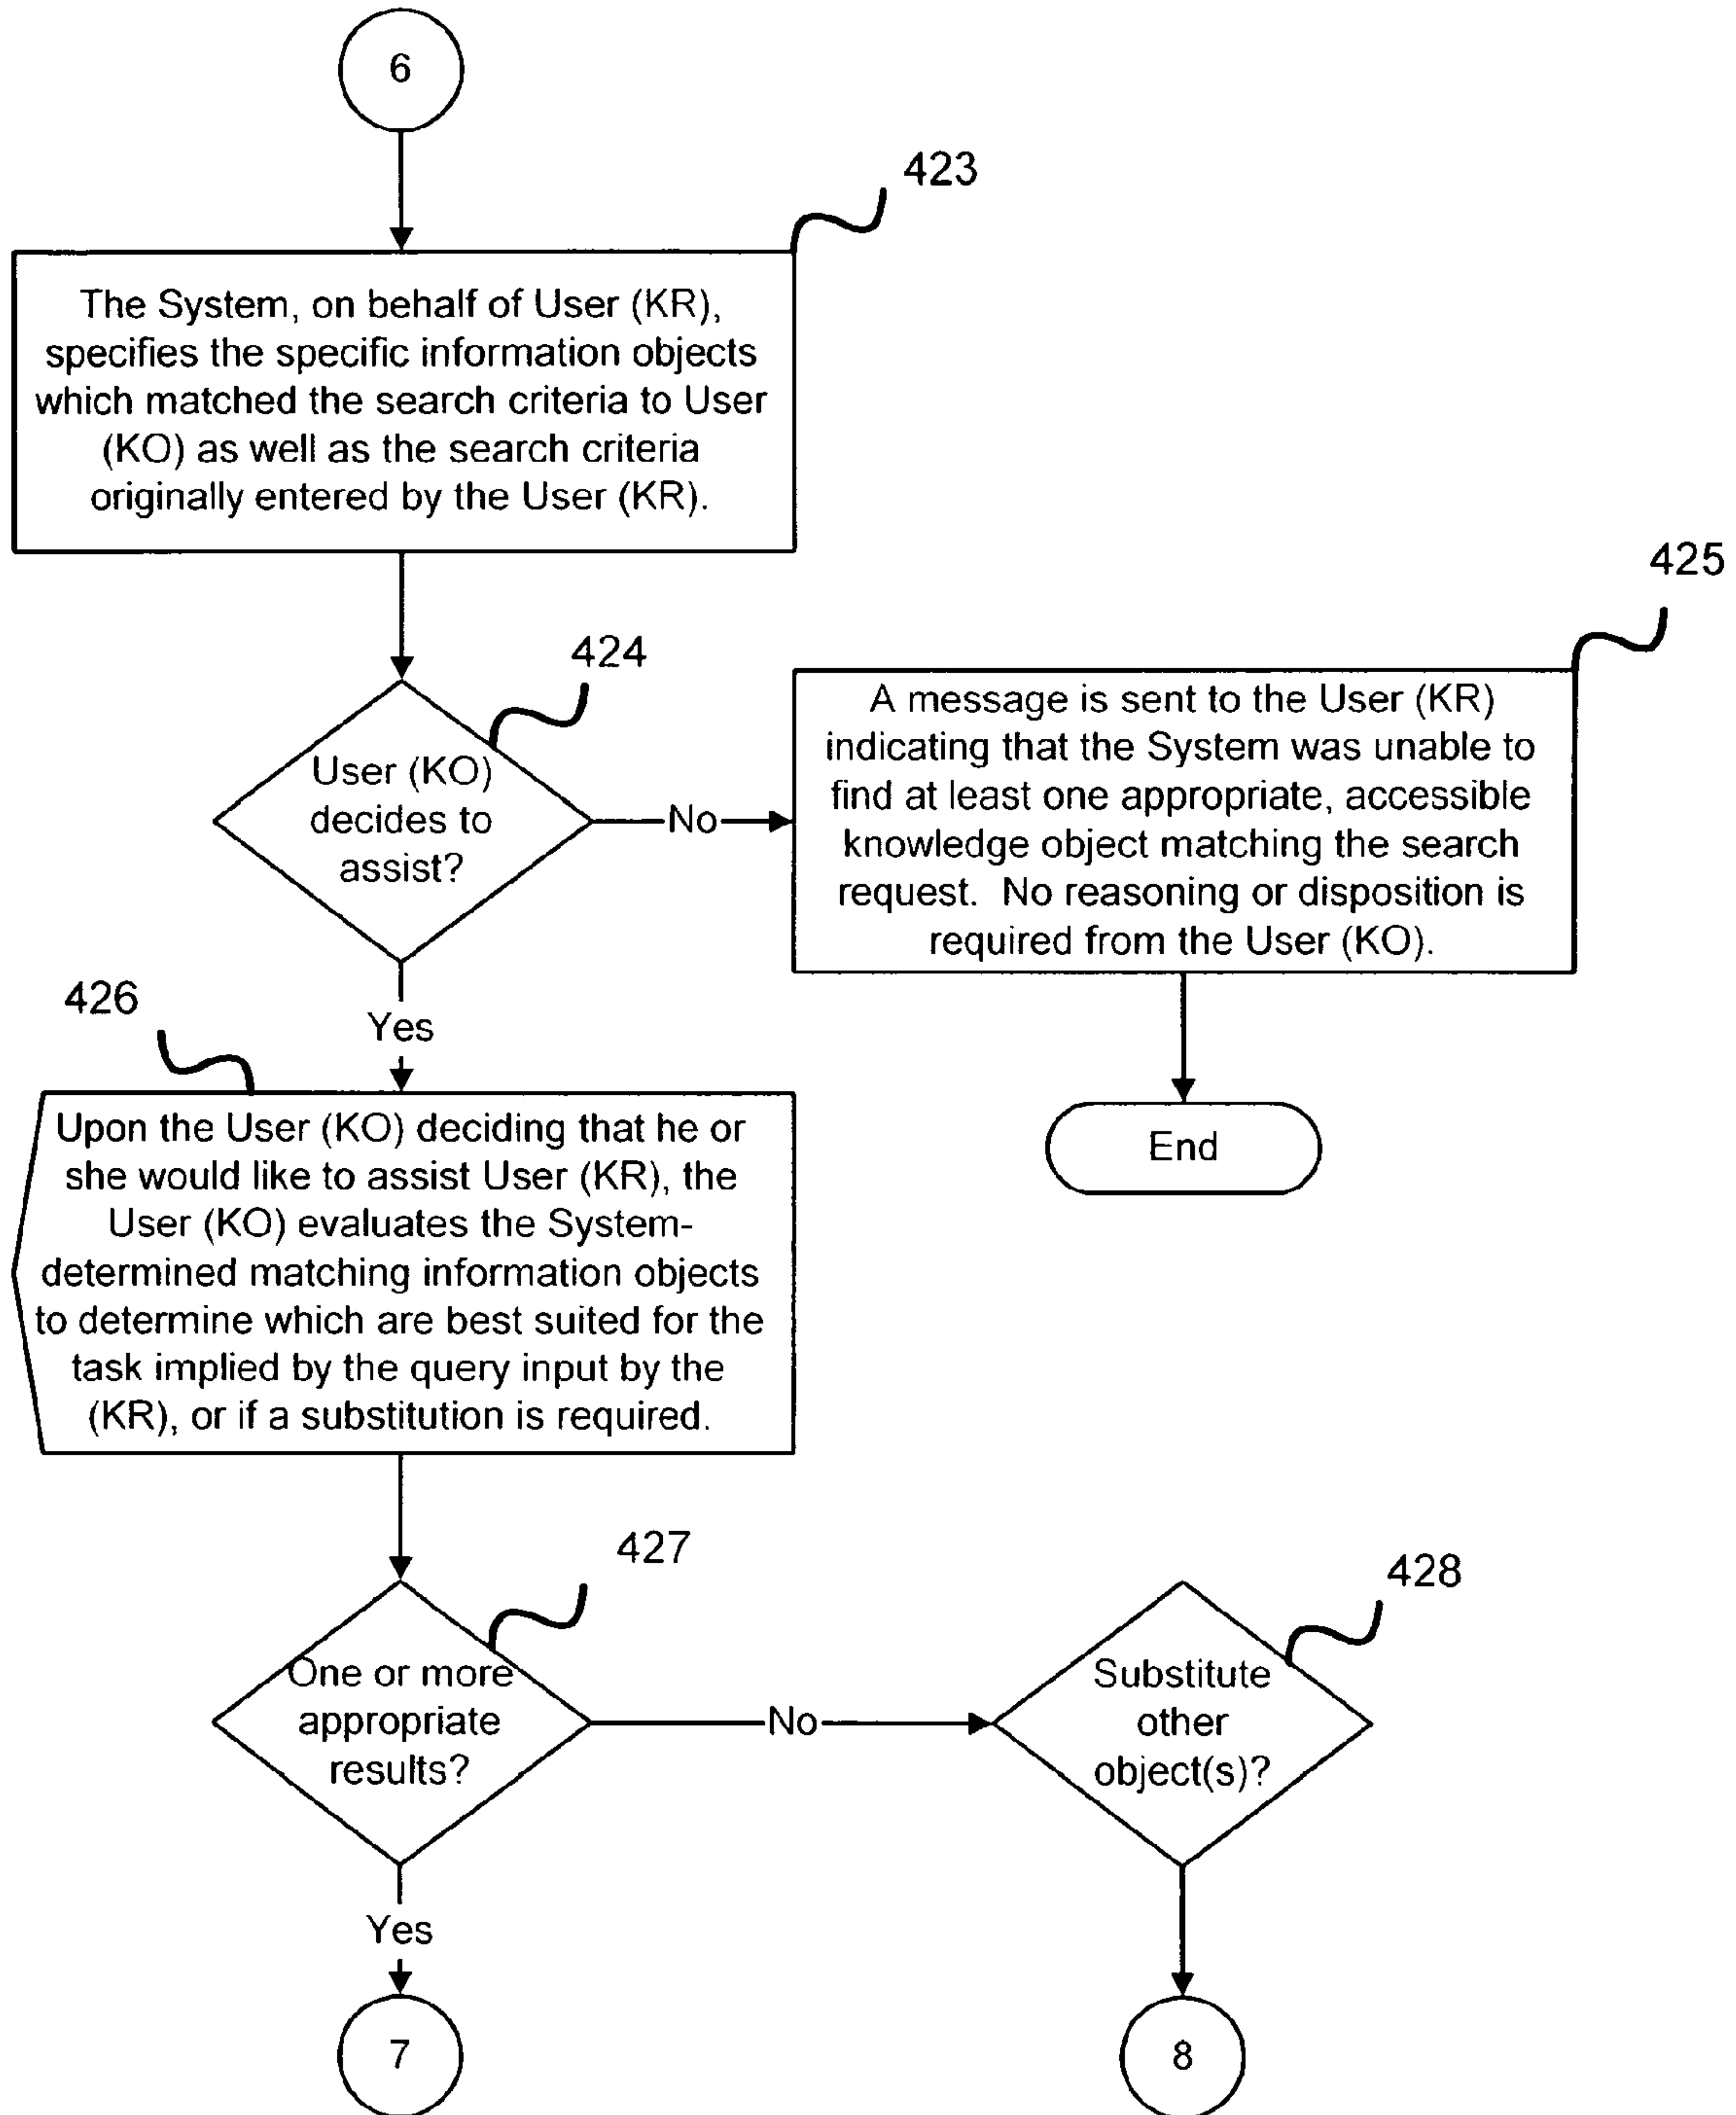 6
423
The System, on behalf of User (KR),
specifies the specific information objects
which matched the search criteria to User
(KO) as well as the search criteria
originally entered by the User (KR).
424
User (KO)
decides to
assist?
No
425
A message is sent to the User (KR)
indicating that the System was unable to
find at least one appropriate, accessible
knowledge object matching the search
request. No reasoning or disposition is
required from the User (KO).
End
Yes
426
Upon the User (KO) deciding that he or
she would like to assist User (KR), the
User (KO) evaluates the System-
determined matching information objects
to determine which are best suited for the
task implied by the query input by the
(KR), or if a substitution is required.
427
One or more
appropriate
results?
No
428
Substitute
other
object(s)?
Yes
7
8